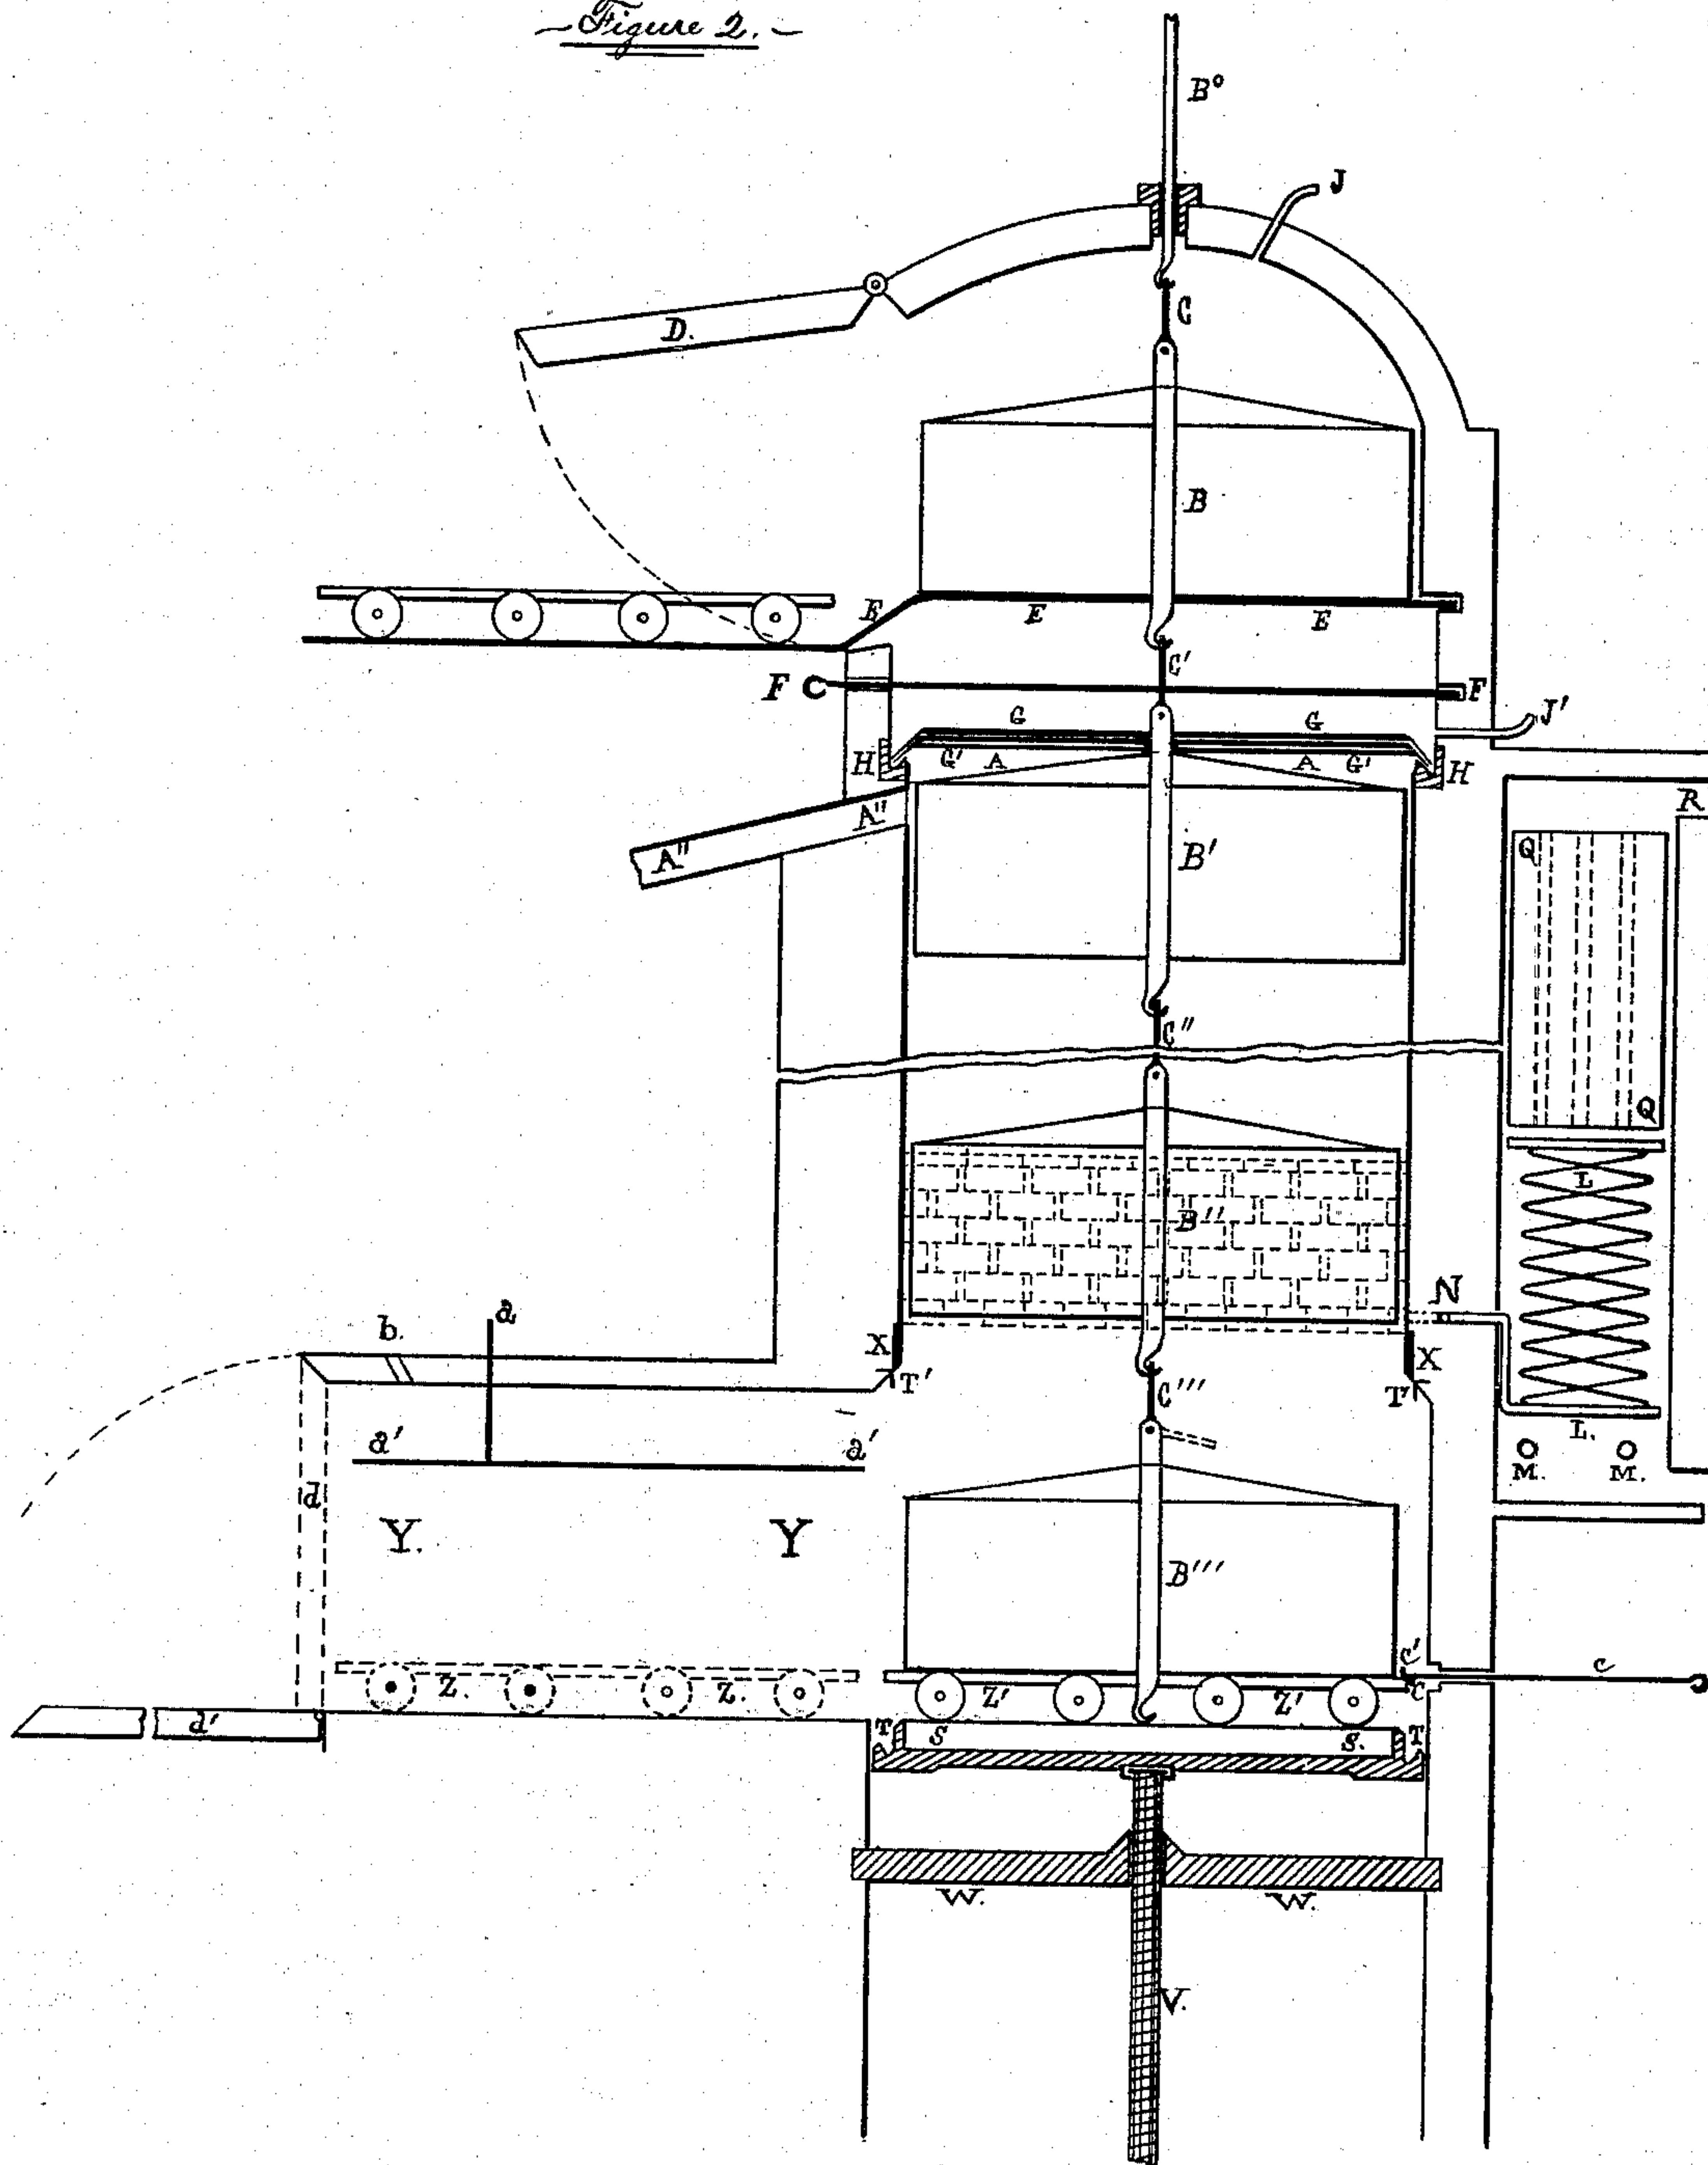 Figure 2.
B°
J
C
D.
B
E
E
E
C'
F
F
G
G
J'
H
G'
A
A
G'
H
R
A"
A"
B'
Q
C"
Q
L
B"
N
a
b.
X
X
T'
T'
C'''
a'
a'
L.
M.
M.
d
Y.
Y
B'''
c'
c
Z.
Z.
Z'
Z'
c
d'
T
S
S.
T
W.
W.
V.